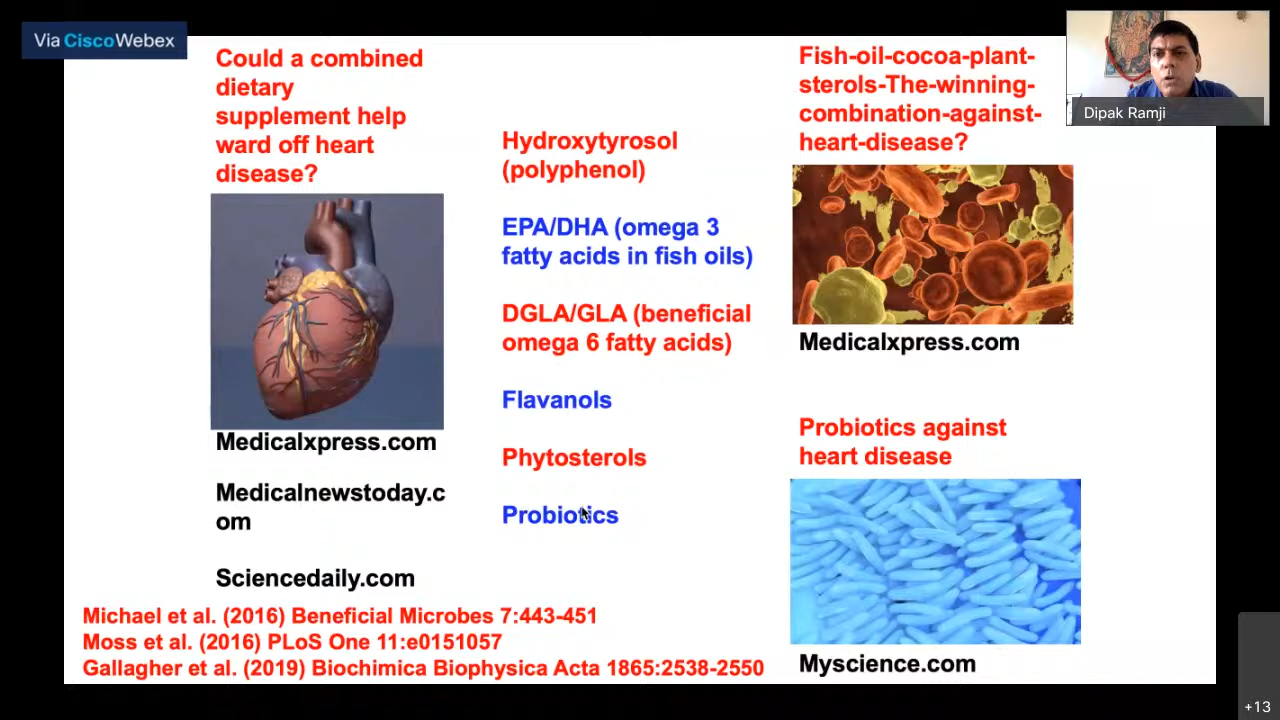 Via CiscoWebex
Could a combined
dietary
supplement help
ward off heart
disease?
Medicalxpress.com
Medicalnewstoday.c
om
Sciencedaily.com
Hydroxytyrosol
(polyphenol)
EPA/DHA (omega 3
fatty acids in fish oils)
DGLA/GLA (beneficial
omega 6 fatty acids)
Flavanols
Phytosterols
Probiotics
Fish-oil-cocoa-plant-
sterols-The-winning-
combination-against-
heart-disease?
Medicalxpress.com
Probiotics against
heart disease
Myscience.com
Michael et al. (2016) Beneficial Microbes 7:443-451
Moss et al. (2016) PLoS One 11:e0151057
Gallagher et al. (2019) Biochimica Biophysica Acta 1865:2538-2550
Dipak Ramji
+13